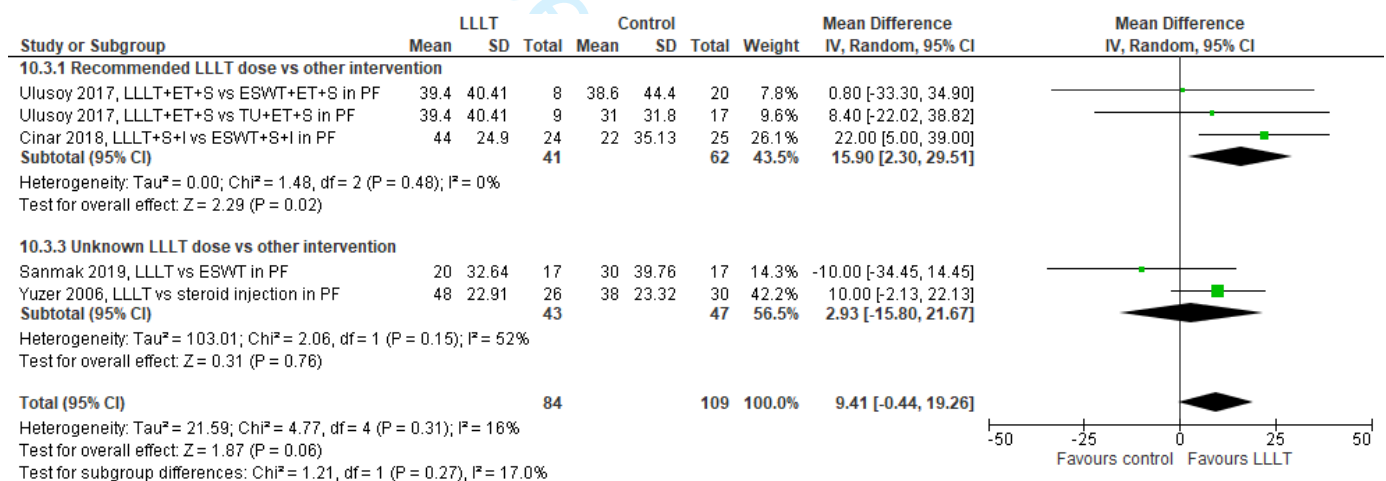 LLLT Control Mean Difference Mean Difference
Study or Subgroup Mean SD Total Mean SD Total Weight IV, Random, 95% CI IV, Random, 95% CI
10.3.1 Recommended LLLT dose vs other intervention
Ulusoy 2017, LLLT+ET+S vs ESWT+ET+S in PF 39.4 40.41 8 38.6 44.4 20 7.8% 0.80 [-33.30, 34.90]
Ulusoy 2017, LLLT+ET+S vs TU+ET+S in PF 39.4 40.41 9 31 31.8 17 9.6% 8.40 [-22.02, 38.82]
Cinar 2018, LLLT+S+I vs ESWT+S+I in PF 44 24.9 24 22 35.13 25 26.1% 22.00 [5.00, 39.00]
Subtotal (95% CI) 41 62 43.5% 15.90 [2.30, 29.51]
Heterogeneity: Tau² = 0.00; Chi² = 1.48, df = 2 (P = 0.48); I² = 0%
Test for overall effect: Z = 2.29 (P = 0.02)
10.3.3 Unknown LLLT dose vs other intervention
Sanmak 2019, LLLT vs ESWT in PF 20 32.64 17 30 39.76 17 14.3% -10.00 [-34.45, 14.45]
Yuzer 2006, LLLT vs steroid injection in PF 48 22.91 26 38 23.32 30 42.2% 10.00 [-2.13, 22.13]
Subtotal (95% CI) 43 47 56.5% 2.93 [-15.80, 21.67]
Heterogeneity: Tau² = 103.01; Chi² = 2.06, df = 1 (P = 0.15); I² = 52%
Test for overall effect: Z = 0.31 (P = 0.76)
Total (95% CI) 84 109 100.0% 9.41 [-0.44, 19.26]
Heterogeneity: Tau² = 21.59; Chi² = 4.77, df = 4 (P = 0.31); I² = 16%
Test for overall effect: Z = 1.87 (P = 0.06)
Test for subgroup differences: Chi² = 1.21, df = 1 (P = 0.27), I² = 17.0%
-50 -25 0 25 50
Favours control Favours LLLT